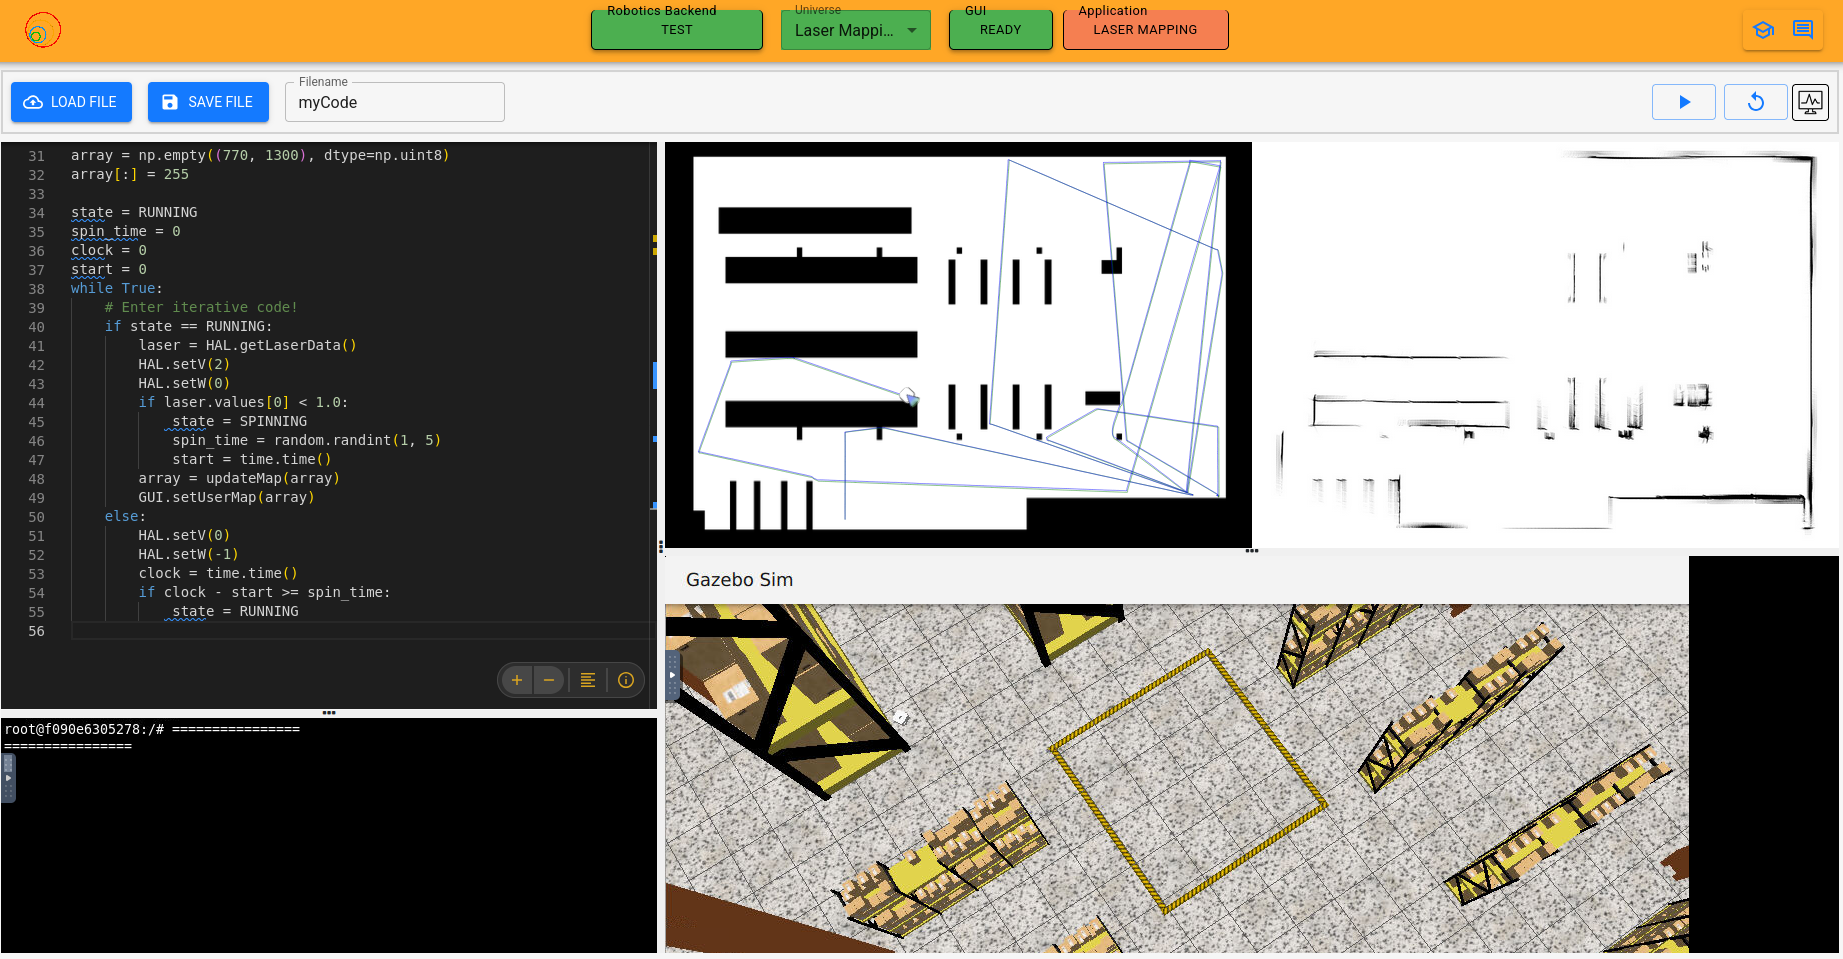 Robotics Backend
TEST
Universe
Laser Mappi...
GUI
READY
Application
LASER MAPPING
LOAD FILE
SAVE FILE
Filename
myCode
31 array = np.empty((770, 1300), dtype=np.uint8)
32 array[:] = 255
33
34 state = RUNNING
35 spin_time = 0
36 clock = 0
37 start = 0
38 while True:
39     # Enter iterative code!
40     if state == RUNNING:
41         laser = HAL.getLaserData()
42         HAL.setV(2)
43         HAL.setW(0)
44         if laser.values[0] < 1.0:
45             state = SPINNING
46             spin_time = random.randint(1, 5)
47             start = time.time()
48         array = updateMap(array)
49         GUI.setUserMap(array)
50     else:
51         HAL.setV(0)
52         HAL.setW(-1)
53         clock = time.time()
54         if clock - start >= spin_time:
55             state = RUNNING
56
root@f090e6305278:/# ===============
===============
Gazebo Sim